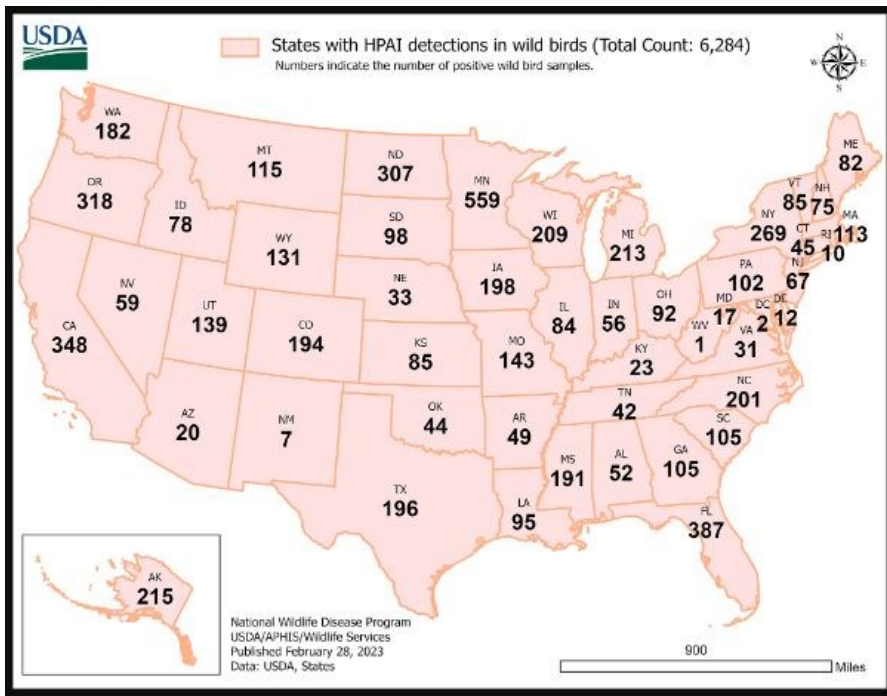 USDA
States with HPAI detections in wild birds (Total Count: 6,284)
Numbers indicate the number of positive wild bird samples.
N
W E
S
WA
182
MT
115
ND
307
MN
559
ME
82
OR
318
ID
78
WY
131
SD
98
WI
209
MI
213
NY
269
VT
85
NH
75
MA
113
CT
45
RI
10
NV
59
UT
139
CO
194
NE
33
IA
198
IL
84
IN
56
OH
92
PA
102
NJ
67
MD
17
DC
2
DE
12
CA
348
KS
85
MO
143
KY
23
WV
1
VA
31
AZ
20
NM
7
OK
44
AR
49
TN
42
NC
201
SC
105
TX
196
LA
95
MS
191
AL
52
GA
105
FL
387
AK
215
National Wildlife Disease Program
USDA/APHIS/Wildlife Services
Published February 28, 2023
Data: USDA, States
900
Miles